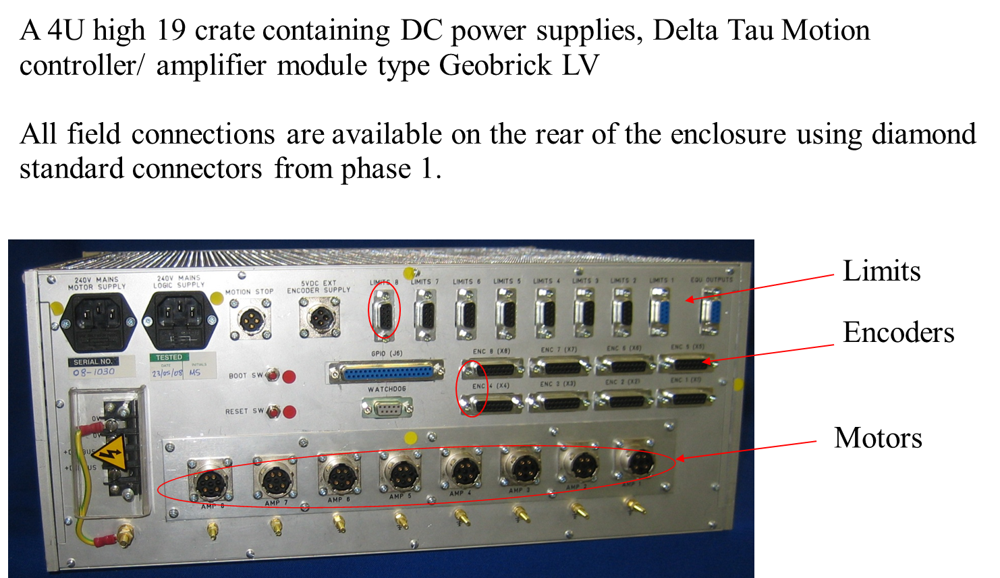 A 4U high 19 crate containing DC power supplies, Delta Tau Motion
controller/ amplifier module type Geobrick LV
All field connections are available on the rear of the enclosure using diamond
standard connectors from phase 1.
Limits
Encoders
Motors
240V MAINS
MOTOR SUPPLY
240V MAINS
LOGIC SUPPLY
MOTION STOP
5VDC EXT
ENCODER SUPPLY
LIMITS 8
LIMITS 7
LIMITS 6
LIMITS 5
LIMITS 4
LIMITS 3
LIMITS 2
LIMITS 1
EQU OUTPUTS
SERIAL NO.
08-1030
TESTED
DATE
INITIALS
23/05/08
MS
BOOT SW
RESET SW
GPIO (J6)
WATCHDOG
ENC 8 (X8)
ENC 7 (X7)
ENC 6 (X6)
ENC 5 (X5)
ENC 4 (X4)
ENC 3 (X3)
ENC 2 (X2)
ENC 1 (X1)
0V
0V
BUS
BUS
AMP 8
AMP 7
AMP 6
AMP 5
AMP 4
AMP 3
AMP 2
AMP 1